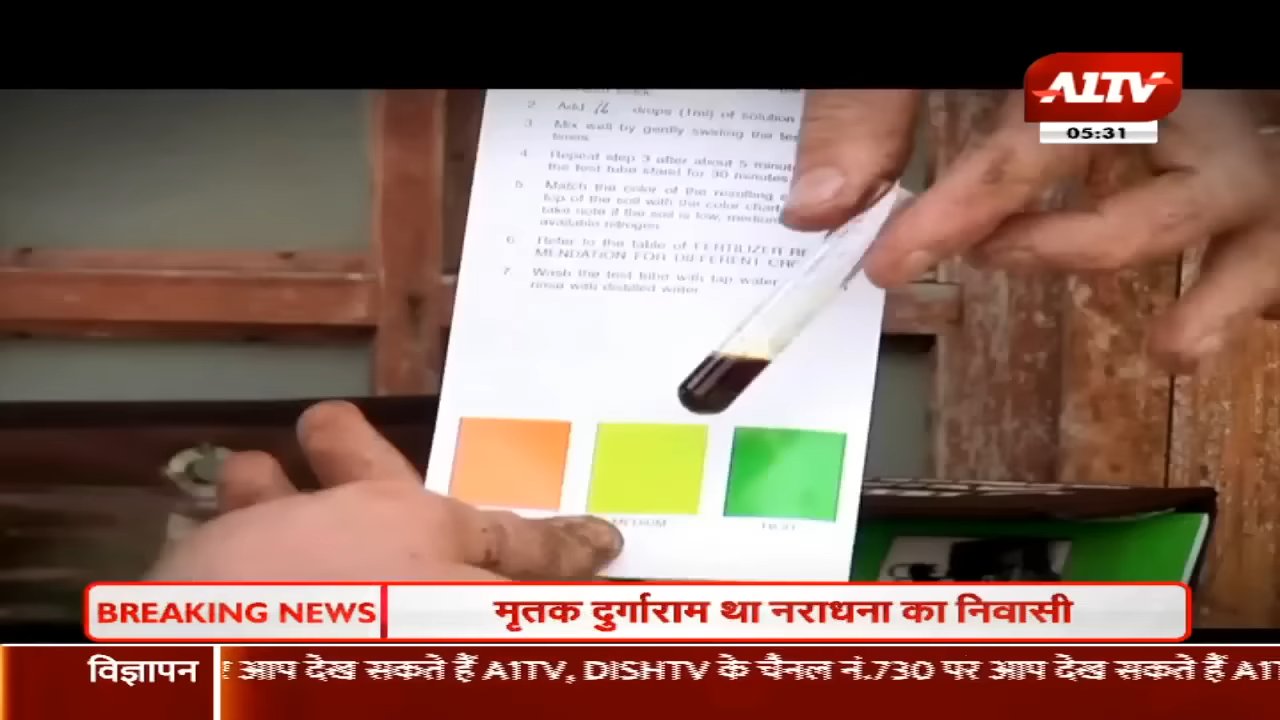 A1TV
05:31
2. Add 16 drops (1ml) of solution
3. Mix well by gently swirling the
times.
4. Repeat step 3 after about 5
the test tube stand for 30 minutes
5. Match the color of the resulting
top of the soil with the color chart
take note if the soil is low, medium
available nitrogen.
6. Refer to the table of FERTILIZER
MENDATION FOR DIFFERENT
7. Wash the test tube with tap water
rinse with distilled water.
MEDIUM
BREAKING NEWS
मृतक दुर्गाराम था नराधना का निवासी
विज्ञापन
आप देख सकते हैं A1TV, DISHTV के चैनल नं.730 पर आप देख सकते हैं